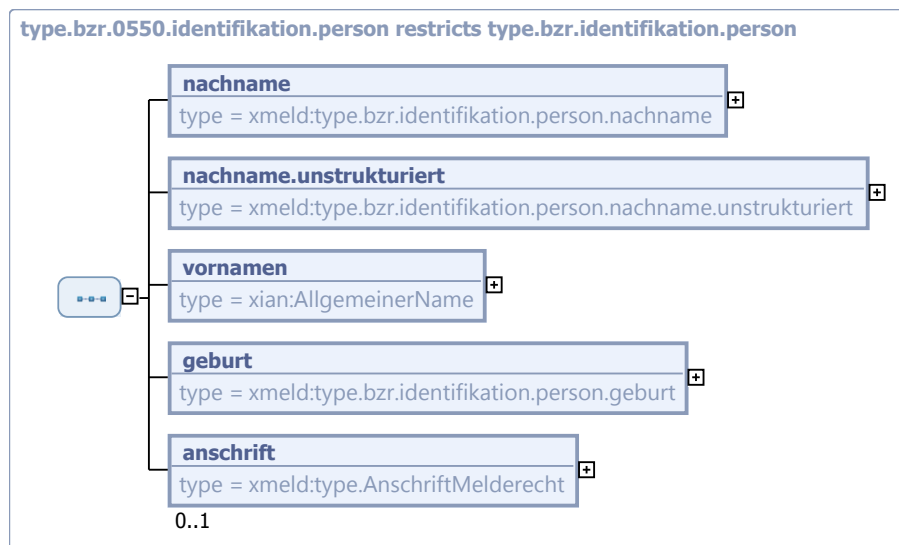 type.bzr.0550.identifikation.person restricts type.bzr.identifikation.person
nachname
type = xmeld:type.bzr.identifikation.person.nachname
nachname.unstrukturiert
type = xmeld:type.bzr.identifikation.person.nachname.unstrukturiert
vornamen
type = xian:AllgemeinerName
geburt
type = xmeld:type.bzr.identifikation.person.geburt
anschrift
type = xmeld:type.AnschriftMelderecht
0..1